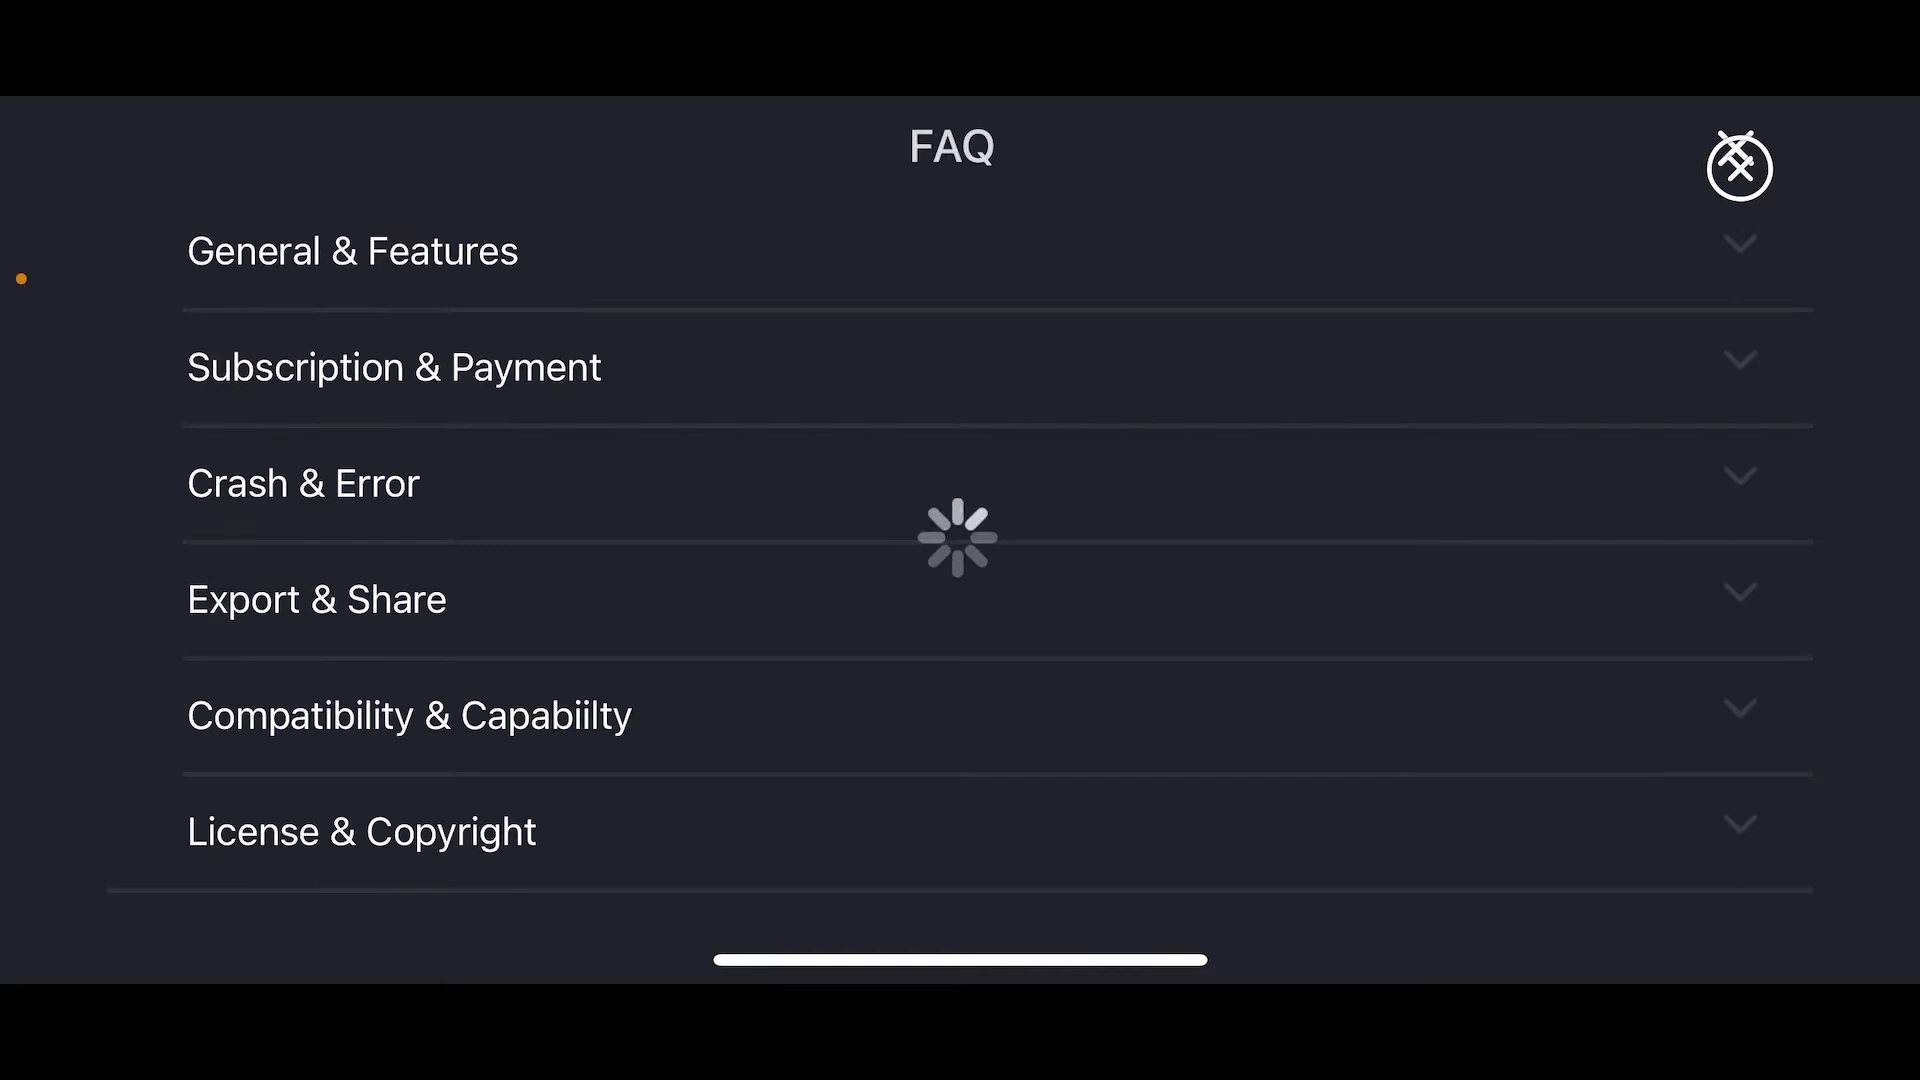 FAQ
General & Features
Subscription & Payment
Crash & Error
Export & Share
Compatibility & Capabiilty
License & Copyright